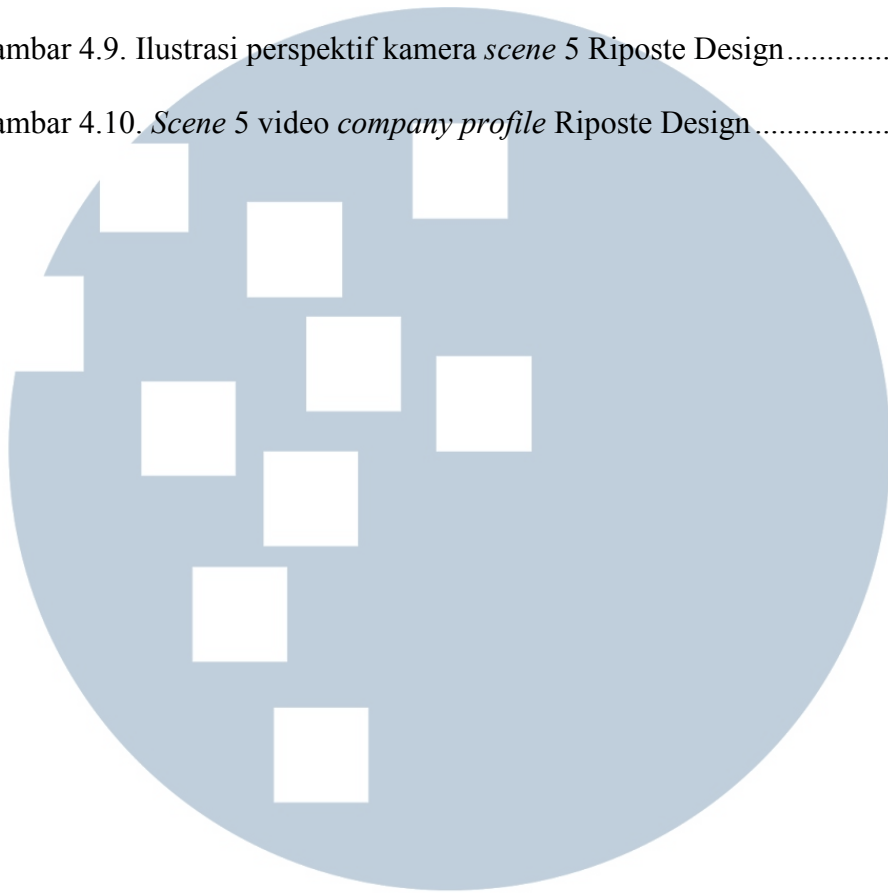 ambar 4.9. Ilustrasi perspektif kamera scene 5 Riposte Design..............
ambar 4.10. Scene 5 video company profile Riposte Design..................